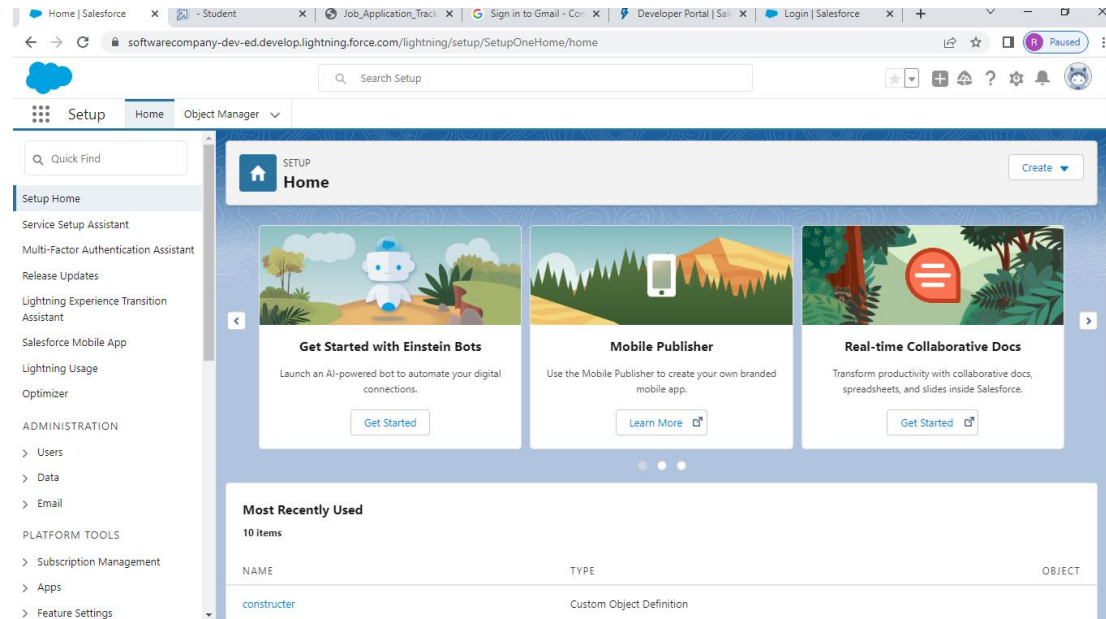 Home | Salesforce
- Student
Job_Application_Track
Sign in to Gmail - Con
Developer Portal | Sale
Login | Salesforce
softwarecompany-dev-ed.develop.lightning.force.com/lightning/setup/SetupOneHome/home
R Paused
Search Setup
Setup Home Object Manager
Quick Find
Setup Home
Service Setup Assistant
Multi-Factor Authentication Assistant
Release Updates
Lightning Experience Transition
Assistant
Salesforce Mobile App
Lightning Usage
Optimizer
ADMINISTRATION
Users
Data
Email
PLATFORM TOOLS
Subscription Management
Apps
Feature Settings
SETUP
Home
Create
Get Started with Einstein Bots
Launch an AI-powered bot to automate your digital
connections.
Get Started
Mobile Publisher
Use the Mobile Publisher to create your own branded
mobile app.
Learn More
Real-time Collaborative Docs
Transform productivity with collaborative docs,
spreadsheets, and slides inside Salesforce.
Get Started
Most Recently Used
10 items
NAME TYPE OBJECT
constructer Custom Object Definition